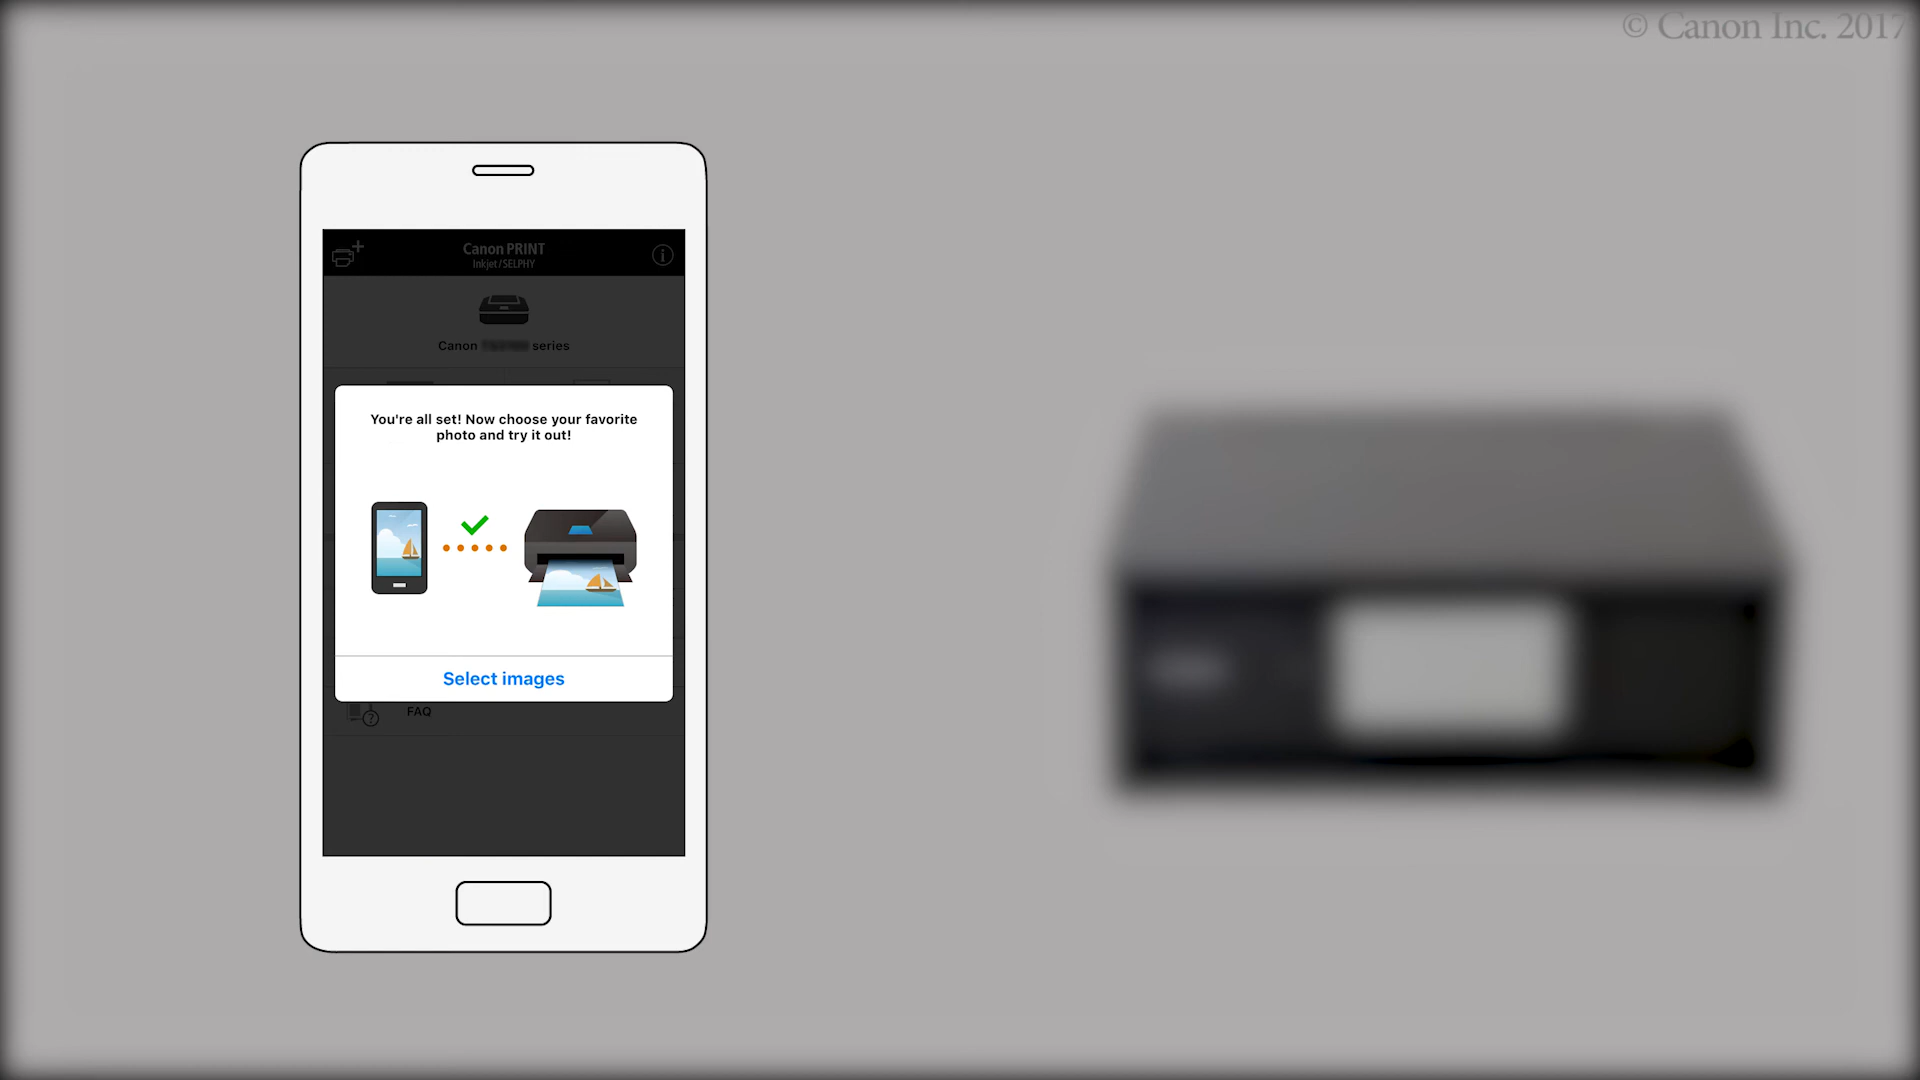 © Canon Inc. 2017
Canon PRINT
Inkjet/SELPHY
Canon series
You're all set! Now choose your favorite
photo and try it out!
Select images
FAQ